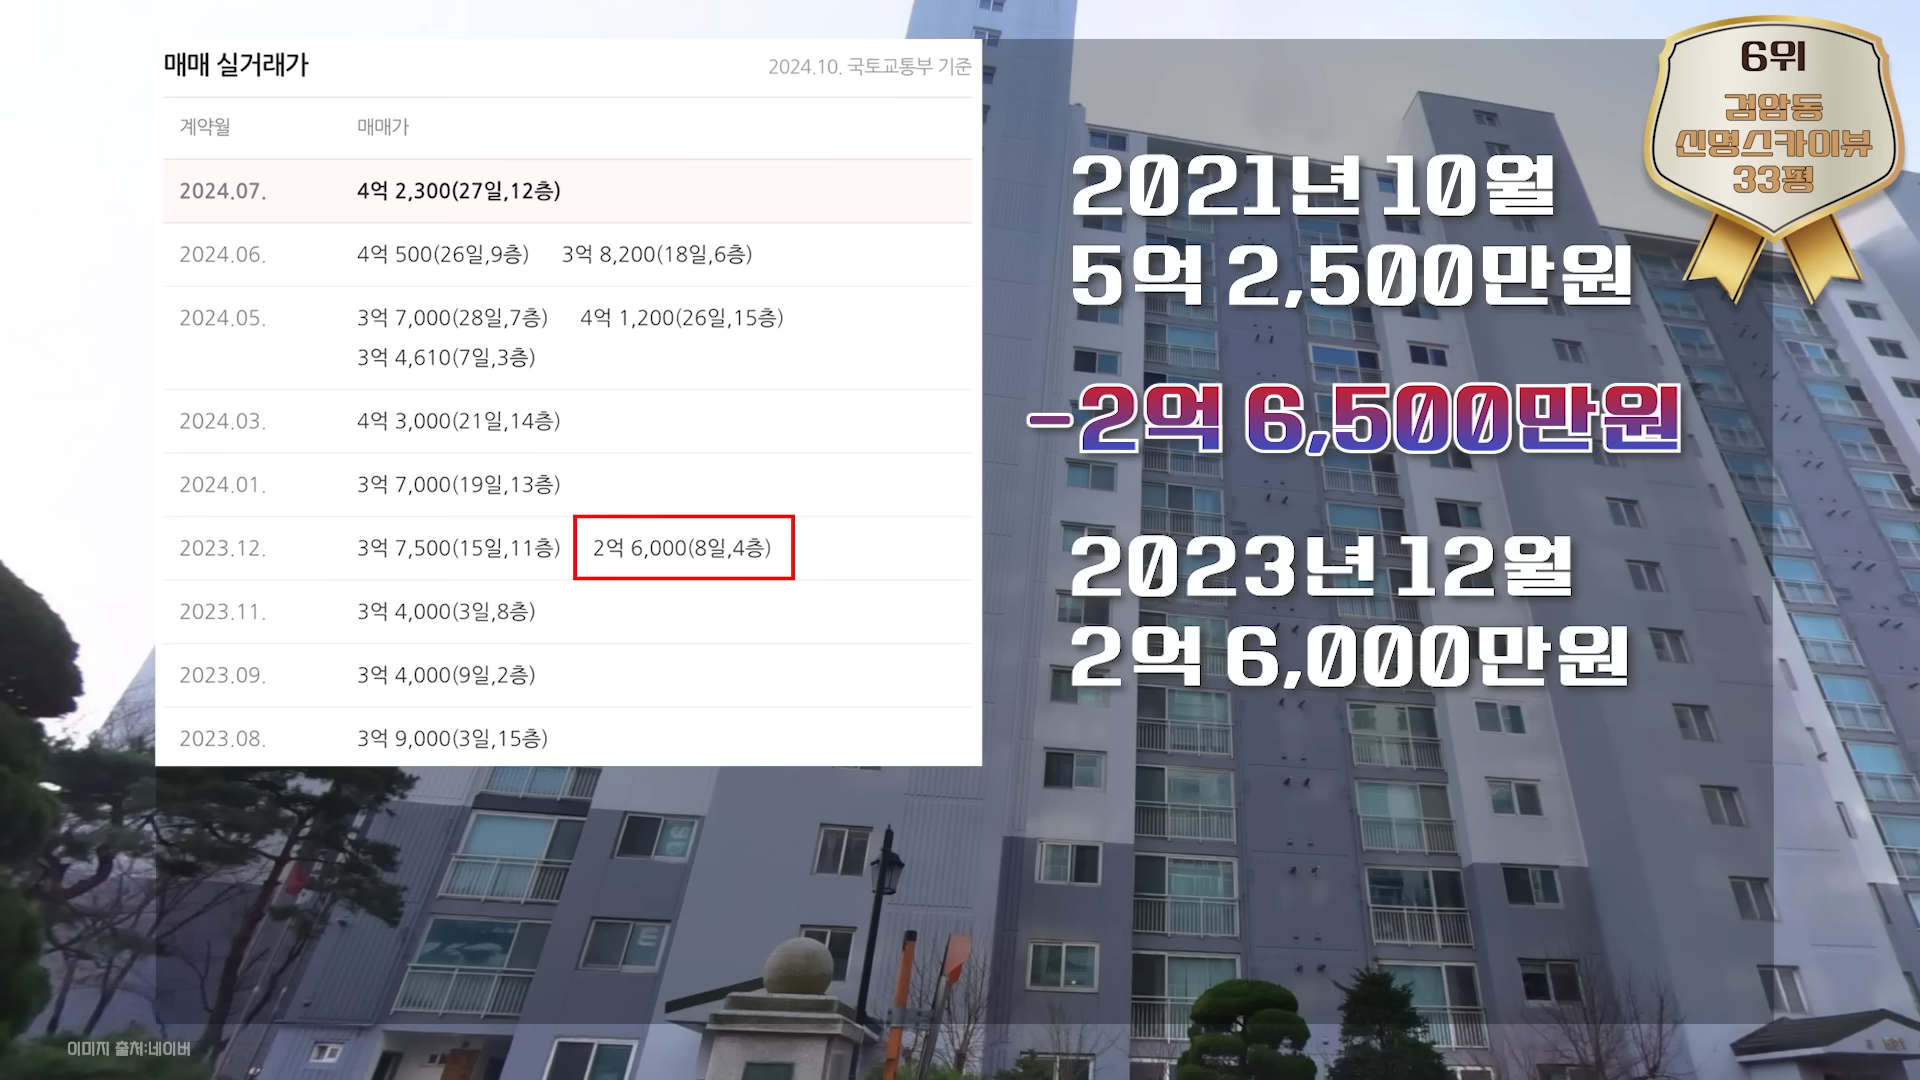 매매 실거래가
2024.10. 국토교통부 기준
계약월 매매가
2024.07. 4억 2,300(27일,12층)
2024.06. 4억 500(26일,9층) 3억 8,200(18일,6층)
2024.05. 3억 7,000(28일,7층) 4억 1,200(26일,15층)
3억 4,610(7일,3층)
2024.03. 4억 3,000(21일,14층)
2024.01. 3억 7,000(19일,13층)
2023.12. 3억 7,500(15일,11층) 2억 6,000(8일,4층)
2023.11. 3억 4,000(3일,8층)
2023.09. 3억 4,000(9일,2층)
2023.08. 3억 9,000(3일,15층)
2021년 10월
5억 2,500만원
-2억 6,500만원
2023년 12월
2억 6,000만원
6위
검암동
신명스카이뷰
33평
이미지 출처:네이버